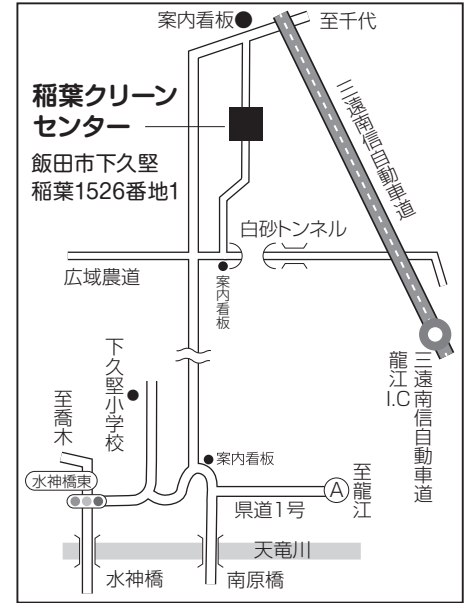 案内看板
至千代
稲葉クリーン
センター
飯田市下久堅
稲葉1526番地1
三遠南信自動車道
白砂トンネル
広域農道
案内看板
下久堅小学校
至喬木
三遠南信自動車道
龍江I.C
水神橋東
案内看板
県道1号
A
至龍江
天竜川
水神橋
南原橋